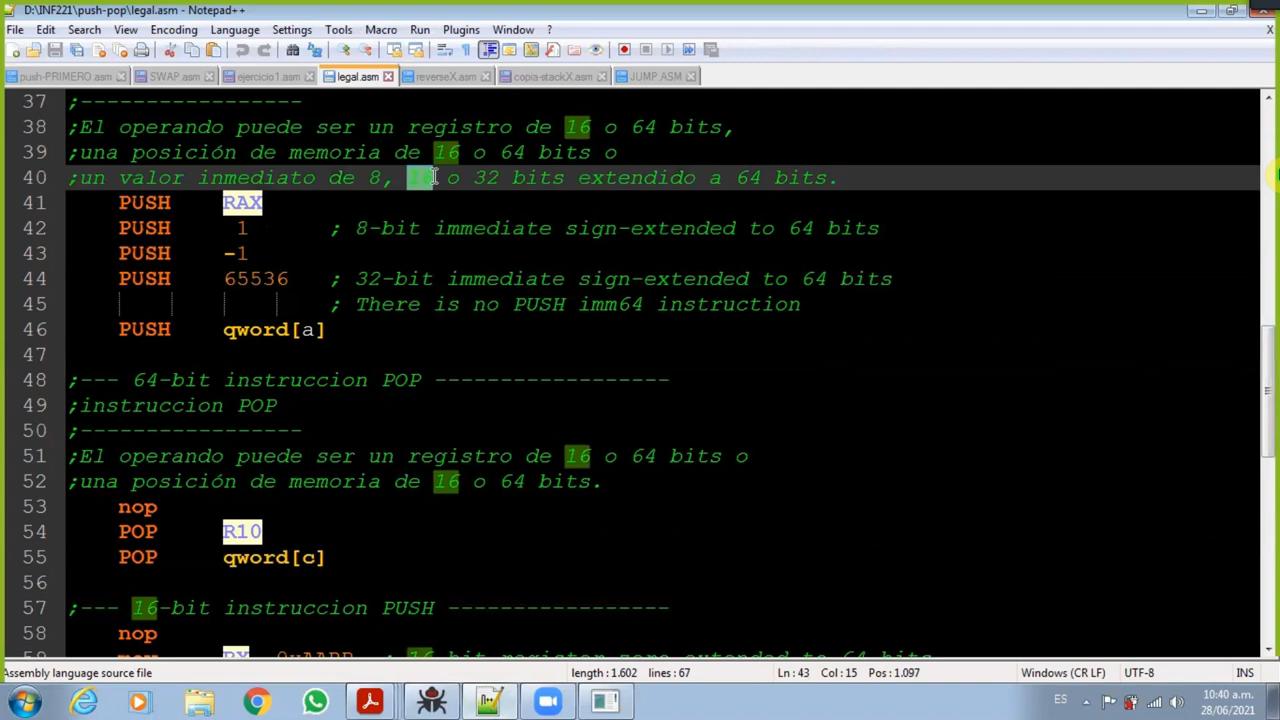 D:\INF221\push-pop\legal.asm - Notepad++
File Edit Search View Encoding Language Settings Tools Macro Run Plugins Window ? X
push-PRIMERO.asm SWAP.asm ejercicio1.asm legal.asm reverseX.asm copia-stackX.asm JUMP.ASM
37 ;-----------------
38 ;El operando puede ser un registro de 16 o 64 bits,
39 ;una posición de memoria de 16 o 64 bits o
40 ;un valor inmediato de 8, 16 o 32 bits extendido a 64 bits.
41 PUSH RAX
42 PUSH 1 ; 8-bit immediate sign-extended to 64 bits
43 PUSH -1
44 PUSH 65536 ; 32-bit immediate sign-extended to 64 bits
45 ; There is no PUSH imm64 instruction
46 PUSH qword[a]
47
48 ;--- 64-bit instruccion POP ------------------
49 ;instruccion POP
50 ;-----------------
51 ;El operando puede ser un registro de 16 o 64 bits o
52 ;una posición de memoria de 16 o 64 bits.
53 nop
54 POP R10
55 POP qword[c]
56
57 ;--- 16-bit instruccion PUSH -----------------
58 nop
Assembly language source file length : 1.602 lines : 67 Ln : 43 Col : 15 Pos : 1.097 Windows (CR LF) UTF-8 INS
ES 10:40 a.m.
28/06/2021